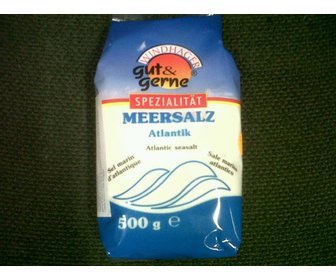 WINDHAGER
gut&
gerne®
SPEZIALITÄT
MEERSALZ
Atlantik
Atlantic seasalt
Sel marin
d'atlantique
Sale marino
atlantico
500 g e